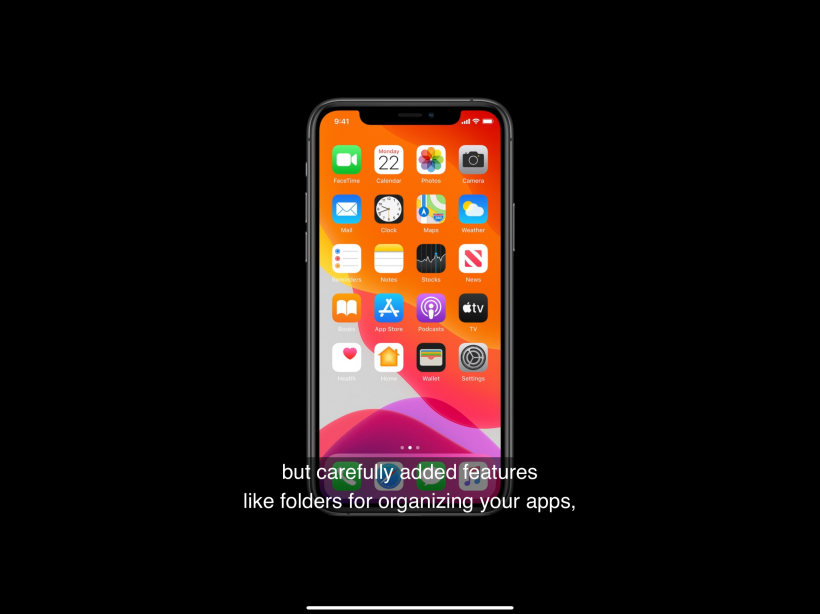 9:41
Monday
22
FaceTime Calendar Photos Camera
Mail Clock Maps Weather
Reminders Notes Stocks News
tv
Books App Store Podcasts TV
Health Home Wallet Settings
but carefully added features
like folders for organizing your apps,